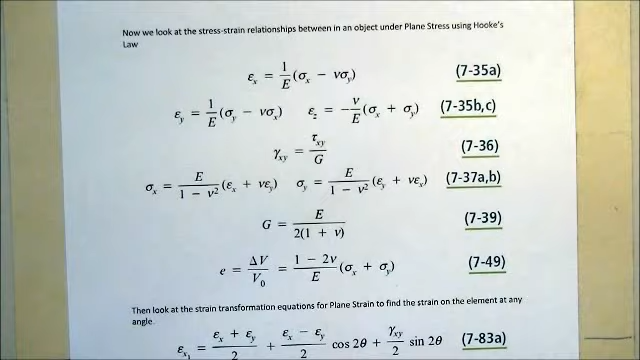 Now we look at the stress-strain relationships between in an object under Plane Stress using Hooke's
Law
εx = 1/E (σx − νσy) (7-35a)
εy = 1/E (σy − νσx) εz = −ν/E (σx + σy) (7-35b,c)
γxy = τxy/G (7-36)
σx = E/(1 − ν²) (εx + νεy) σy = E/(1 − ν²) (εy + νεx) (7-37a,b)
G = E/(2(1 + ν)) (7-39)
e = ΔV/V0 = (1 − 2ν)/E (σx + σy) (7-49)
Then look at the strain transformation equations for Plane Strain to find the strain on the element at any
angle
εx1 = (εx + εy)/2 + (εx − εy)/2 cos 2θ + γxy/2 sin 2θ (7-83a)